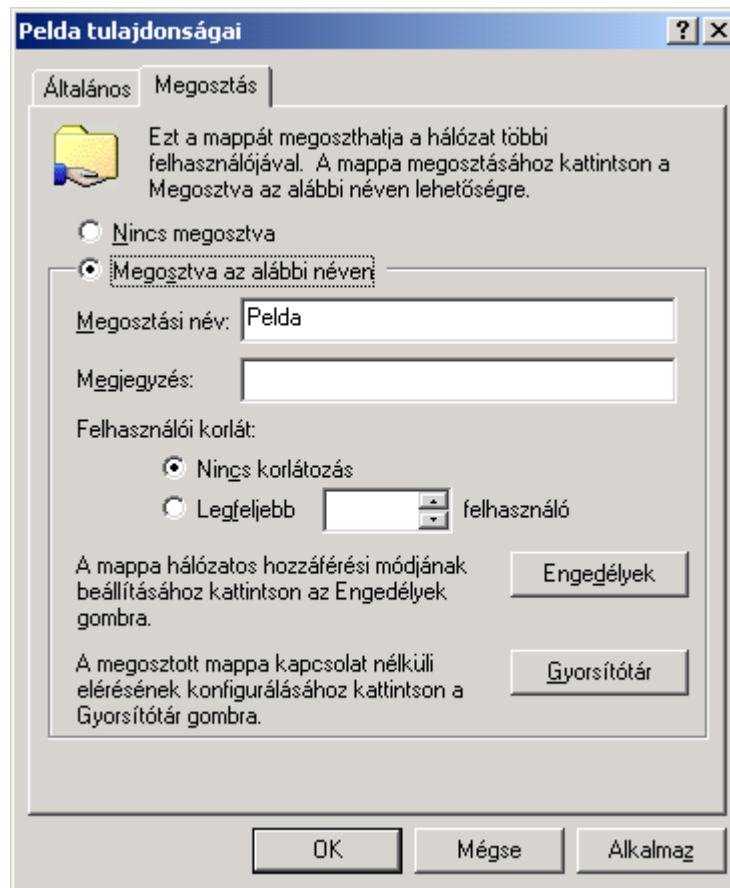 Pelda tulajdonságai
Általános
Megosztás
Ezt a mappát megoszthatja a hálózat többi
felhasználójával. A mappa megosztásához kattintson a
Megosztva az alábbi néven lehetőségre.
Nincs megosztva
Megosztva az alábbi néven
Megosztási név: Pelda
Megjegyzés:
Felhasználói korlát:
Nincs korlátozás
Legfeljebb felhasználó
A mappa hálózatos hozzáférési módjának
beállításához kattintson az Engedélyek
gombra.
Engedélyek
A megosztott mappa kapcsolat nélküli
elérésének konfigurálásához kattintson a
Gyorsítótár gombra.
Gyorsítótár
OK Mégse Alkalmaz